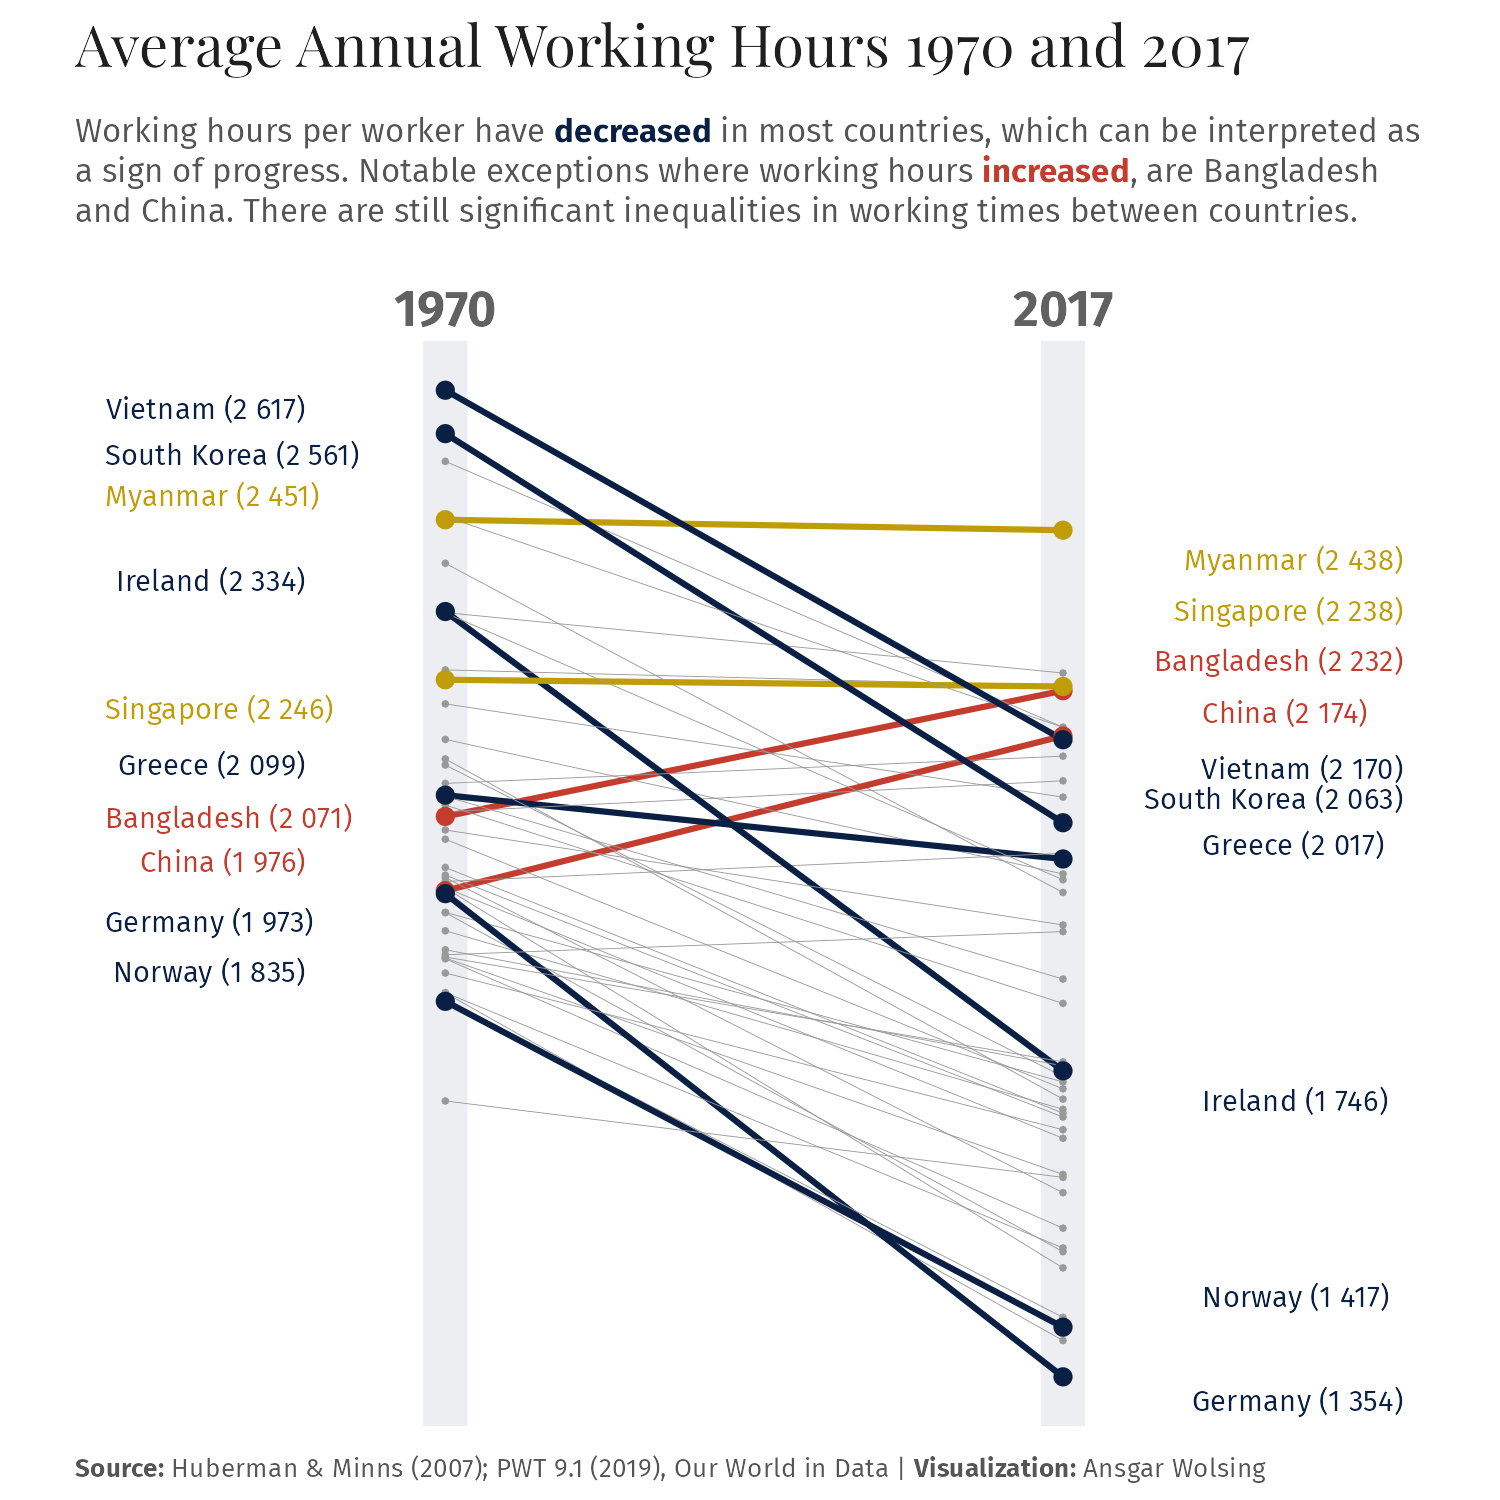 Average Annual Working Hours 1970 and 2017
Working hours per worker have decreased in most countries, which can be interpreted as
a sign of progress. Notable exceptions where working hours increased, are Bangladesh
and China. There are still significant inequalities in working times between countries.
1970
2017
Vietnam (2 617)
South Korea (2 561)
Myanmar (2 451)
Ireland (2 334)
Singapore (2 246)
Greece (2 099)
Bangladesh (2 071)
China (1 976)
Germany (1 973)
Norway (1 835)
Myanmar (2 438)
Singapore (2 238)
Bangladesh (2 232)
China (2 174)
Vietnam (2 170)
South Korea (2 063)
Greece (2 017)
Ireland (1 746)
Norway (1 417)
Germany (1 354)
Source: Huberman & Minns (2007); PWT 9.1 (2019), Our World in Data | Visualization: Ansgar Wolsing